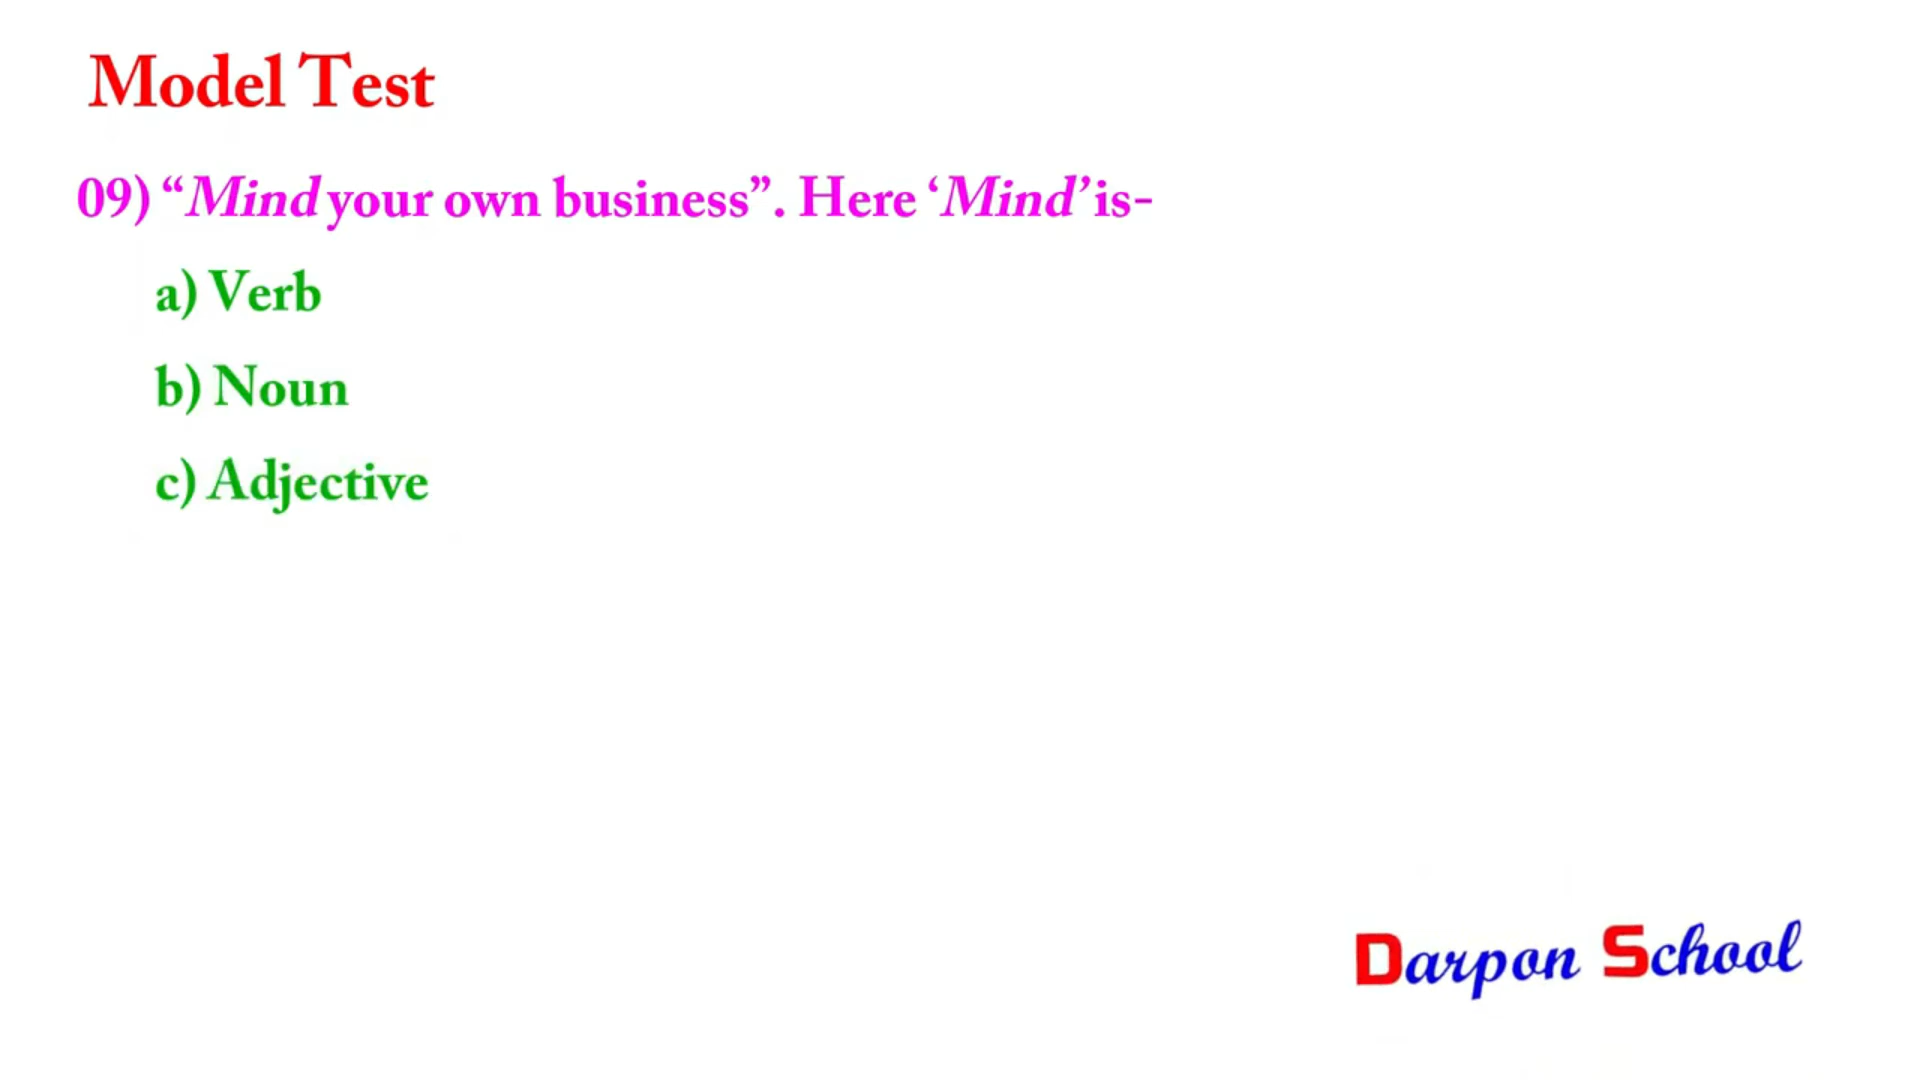 Model Test
09) “Mind your own business”. Here ‘Mind’ is-
a) Verb
b) Noun
c) Adjective
Darpon School